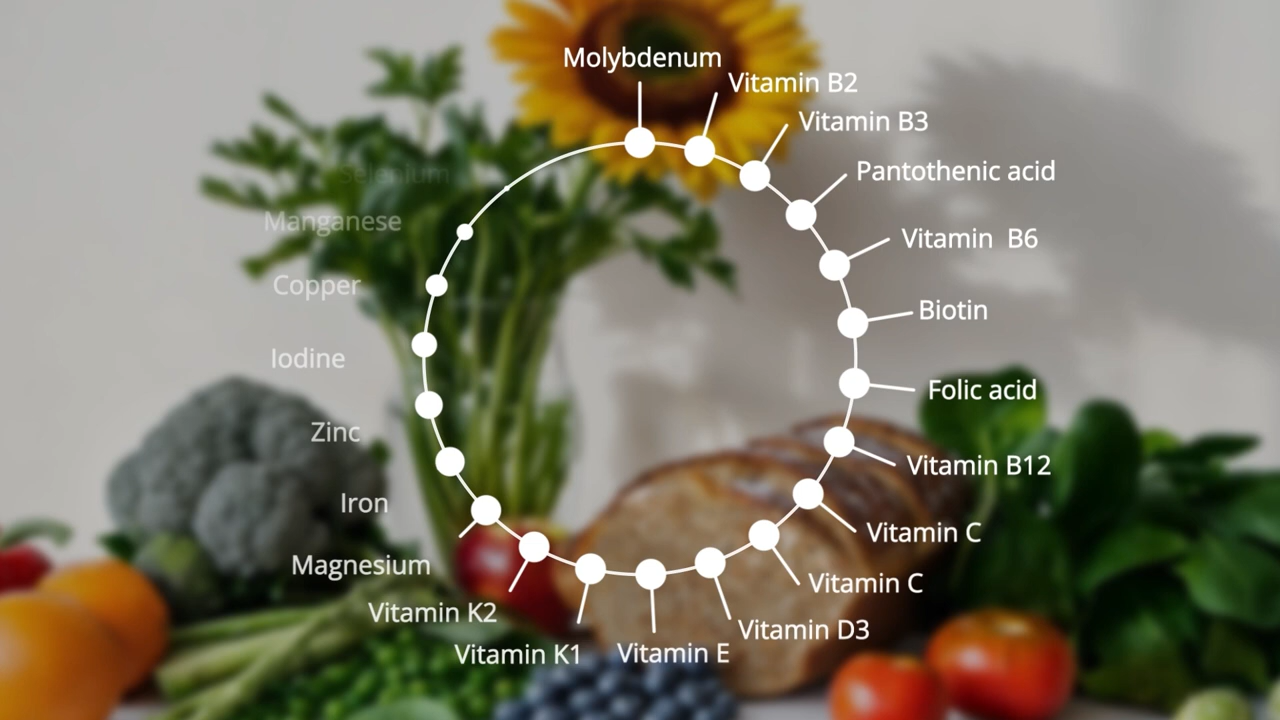 Molybdenum
Vitamin B2
Vitamin B3
Pantothenic acid
Vitamin  B6
Biotin
Folic acid
Vitamin B12
Vitamin C
Vitamin C
Vitamin D3
Vitamin E
Vitamin K1
Vitamin K2
Magnesium
Iron
Zinc
Iodine
Copper
Manganese
Selenium